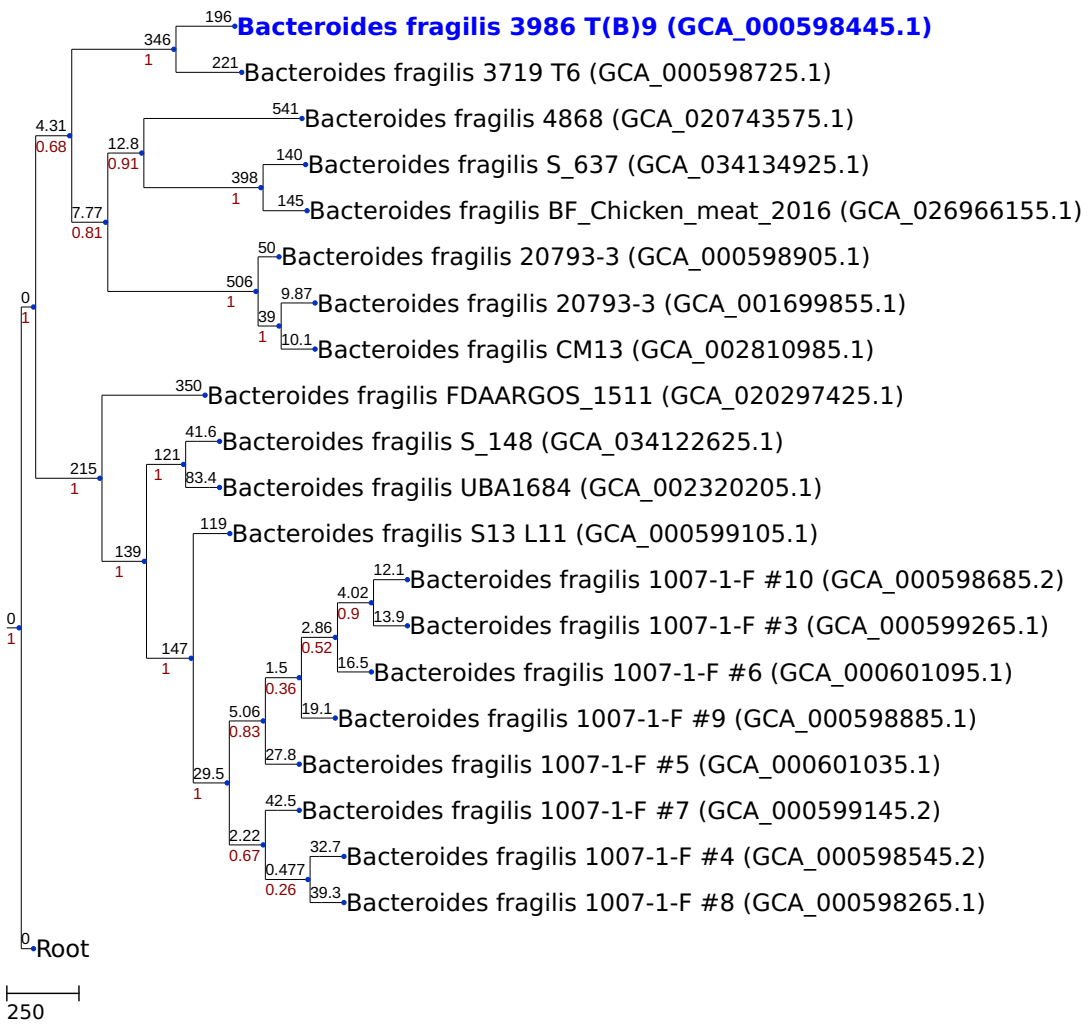 196
Bacteroides fragilis 3986 T(B)9 (GCA_000598445.1)
346
1
221
Bacteroides fragilis 3719 T6 (GCA_000598725.1)
541
Bacteroides fragilis 4868 (GCA_020743575.1)
4.31
0.68
12.8
0.91
140
Bacteroides fragilis S_637 (GCA_034134925.1)
398
1
145
Bacteroides fragilis BF_Chicken_meat_2016 (GCA_026966155.1)
7.77
0.81
50
Bacteroides fragilis 20793-3 (GCA_000598905.1)
506
1
9.87
Bacteroides fragilis 20793-3 (GCA_001699855.1)
0
1
39
1
10.1
Bacteroides fragilis CM13 (GCA_002810985.1)
350
Bacteroides fragilis FDAARGOS_1511 (GCA_020297425.1)
41.6
Bacteroides fragilis S_148 (GCA_034122625.1)
215
1
121
1
83.4
Bacteroides fragilis UBA1684 (GCA_002320205.1)
119
Bacteroides fragilis S13 L11 (GCA_000599105.1)
139
1
12.1
Bacteroides fragilis 1007-1-F #10 (GCA_000598685.2)
4.02
0.9
13.9
Bacteroides fragilis 1007-1-F #3 (GCA_000599265.1)
0
1
2.86
0.52
147
1
16.5
Bacteroides fragilis 1007-1-F #6 (GCA_000601095.1)
1.5
0.36
19.1
Bacteroides fragilis 1007-1-F #9 (GCA_000598885.1)
5.06
0.83
27.8
Bacteroides fragilis 1007-1-F #5 (GCA_000601035.1)
29.5
1
42.5
Bacteroides fragilis 1007-1-F #7 (GCA_000599145.2)
2.22
0.67
32.7
Bacteroides fragilis 1007-1-F #4 (GCA_000598545.2)
0.477
0.26
39.3
Bacteroides fragilis 1007-1-F #8 (GCA_000598265.1)
0
Root
250